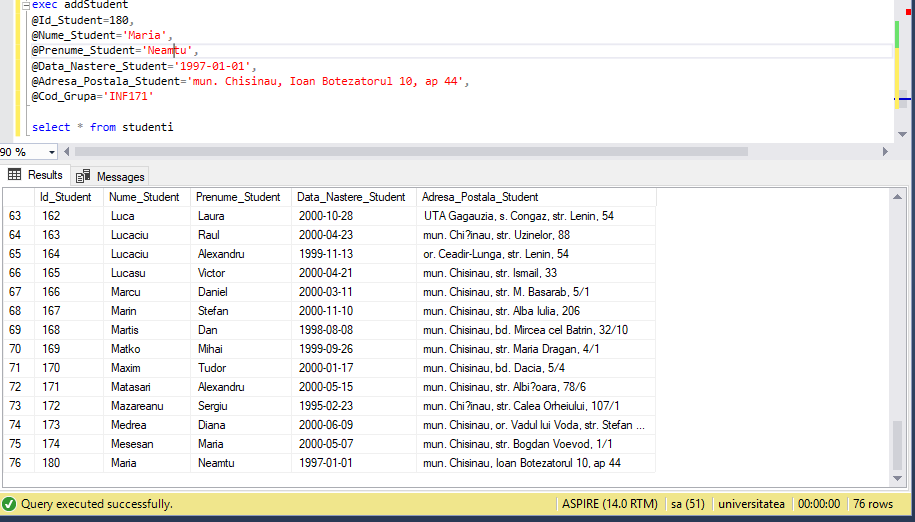 exec addStudent
@Id_Student=180,
@Nume_Student='Maria',
@Prenume_Student='Neamtu',
@Data_Nastere_Student='1997-01-01',
@Adresa_Postala_Student='mun. Chisinau, Ioan Botezatorul 10, ap 44',
@Cod_Grupa='INF171'
select * from studenti
90 %
Results Messages
Id_Student Nume_Student Prenume_Student Data_Nastere_Student Adresa_Postala_Student
63 162 Luca Laura 2000-10-28 UTA Gagauzia, s. Congaz, str. Lenin, 54
64 163 Lucaciu Raul 2000-04-23 mun. Chi?inau, str. Uzinelor, 88
65 164 Lucaciu Alexandru 1999-11-13 or. Ceadir-Lunga, str. Lenin, 54
66 165 Lucasu Victor 2000-04-21 mun. Chisinau, str. Ismail, 33
67 166 Marcu Daniel 2000-03-11 mun. Chisinau, str. M. Basarab, 5/1
68 167 Marin Stefan 2000-11-10 mun. Chisinau, str. Alba Iulia, 206
69 168 Martis Dan 1998-08-08 mun. Chisinau, bd. Mircea cel Batrin, 32/10
70 169 Matko Mihai 1999-09-26 mun. Chisinau, str. Maria Dragan, 4/1
71 170 Maxim Tudor 2000-01-17 mun. Chisinau, bd. Dacia, 5/4
72 171 Matasari Alexandru 2000-05-15 mun. Chisinau, str. Albi?oara, 78/6
73 172 Mazareanu Sergiu 1995-02-23 mun. Chi?inau, str. Calea Orheiului, 107/1
74 173 Medrea Diana 2000-06-09 mun. Chisinau, or. Vadul lui Voda, str. Stefan ...
75 174 Mesesan Maria 2000-05-07 mun. Chisinau, str. Bogdan Voevod, 1/1
76 180 Maria Neamtu 1997-01-01 mun. Chisinau, Ioan Botezatorul 10, ap 44
Query executed successfully. ASPIRE (14.0 RTM) sa (51) universitatea 00:00:00 76 rows